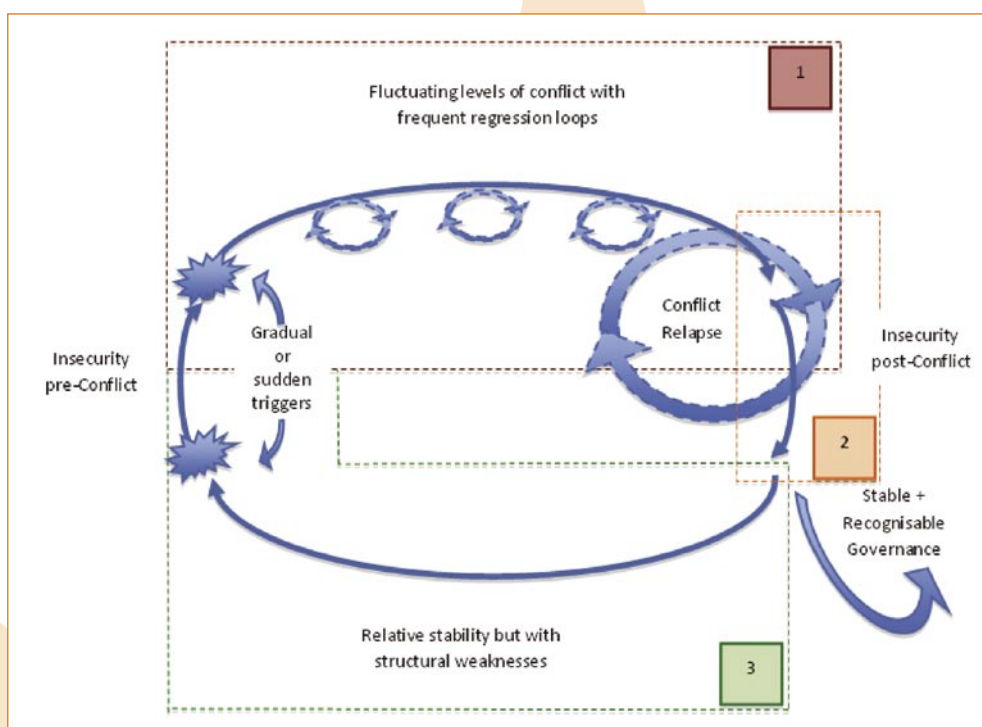 1
Fluctuating levels of conflict with
frequent regression loops
Conflict
Relapse
Gradual
or
sudden
triggers
Insecurity
pre-Conflict
Insecurity
post-Conflict
2
Stable +
Recognisable
Governance
Relative stability but with
structural weaknesses
3